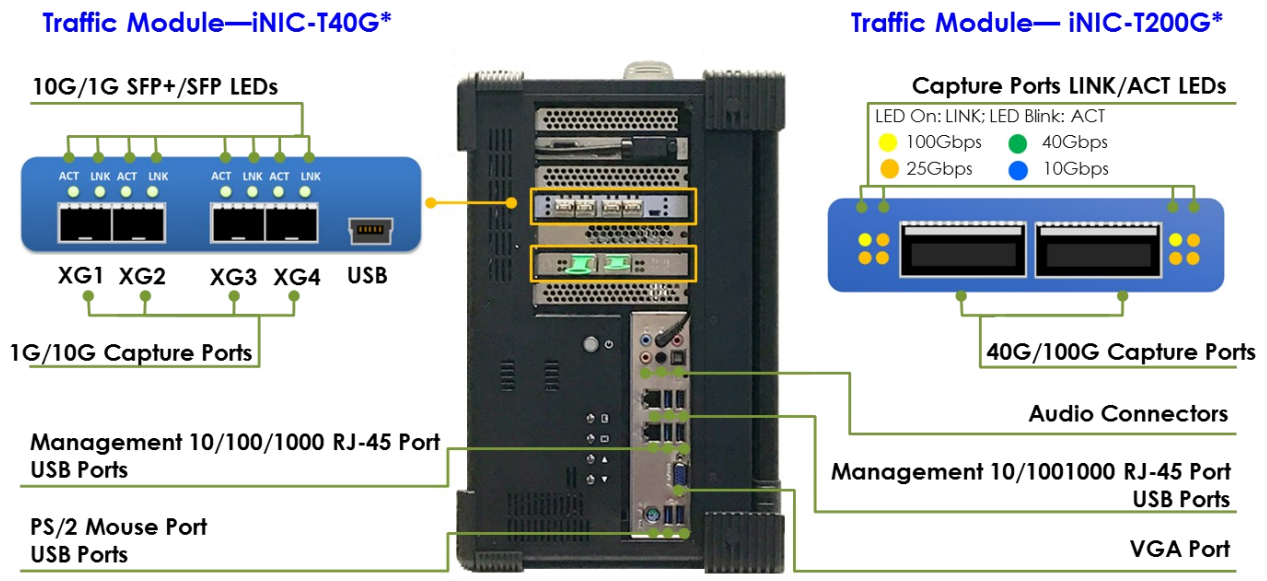 Traffic Module—iNIC-T40G*
Traffic Module— iNIC-T200G*
10G/1G SFP+/SFP LEDs
Capture Ports LINK/ACT LEDs
LED On: LINK; LED Blink: ACT
100Gbps
40Gbps
25Gbps
10Gbps
ACT LNK ACT LNK
ACT LNK ACT LNK
XG1 XG2 XG3 XG4 USB
1G/10G Capture Ports
40G/100G Capture Ports
Audio Connectors
Management 10/100/1000 RJ-45 Port
USB Ports
Management 10/1001000 RJ-45 Port
USB Ports
PS/2 Mouse Port
USB Ports
VGA Port